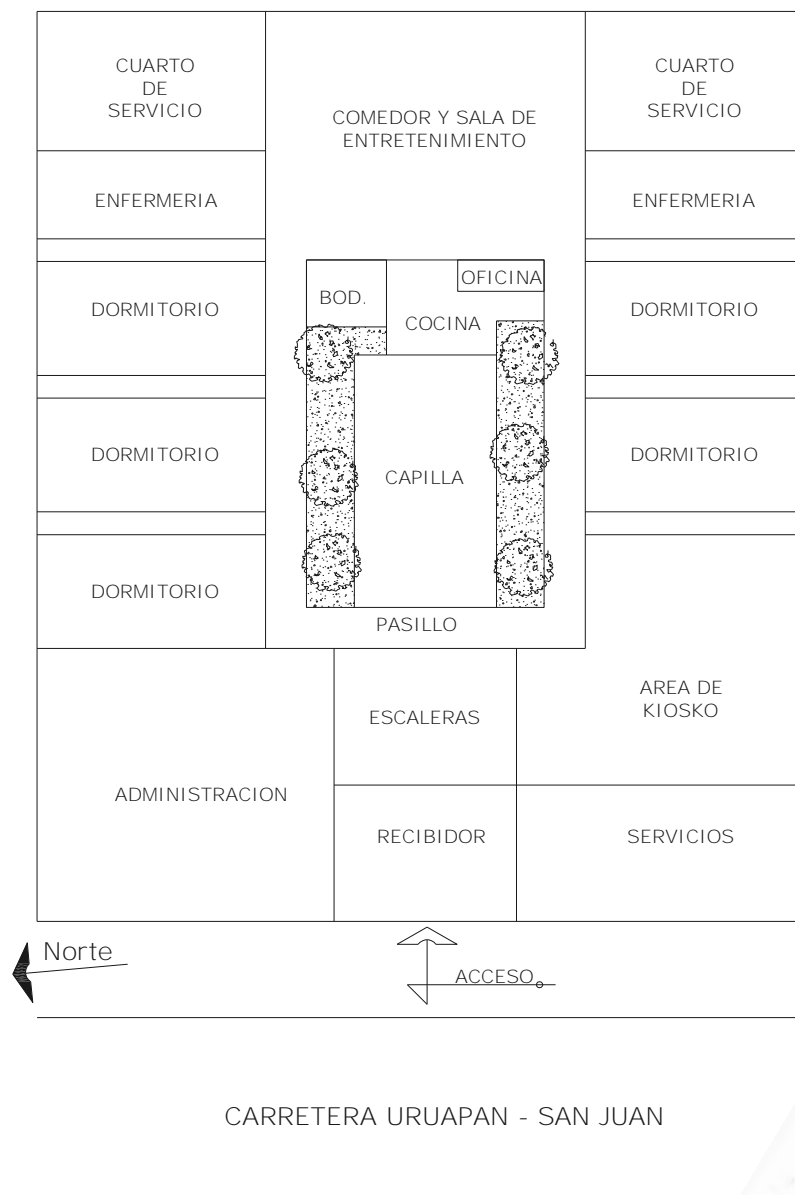 CUARTO
DE
SERVICIO
COMEDOR Y SALA DE
ENTRETENIMIENTO
CUARTO
DE
SERVICIO
ENFERMERIA
ENFERMERIA
OFICINA
BOD.
COCINA
DORMITORIO
DORMITORIO
DORMITORIO
CAPILLA
DORMITORIO
DORMITORIO
PASILLO
AREA DE
KIOSKO
ESCALERAS
ADMINISTRACION
RECIBIDOR
SERVICIOS
Norte
ACCESO
CARRETERA URUAPAN - SAN JUAN